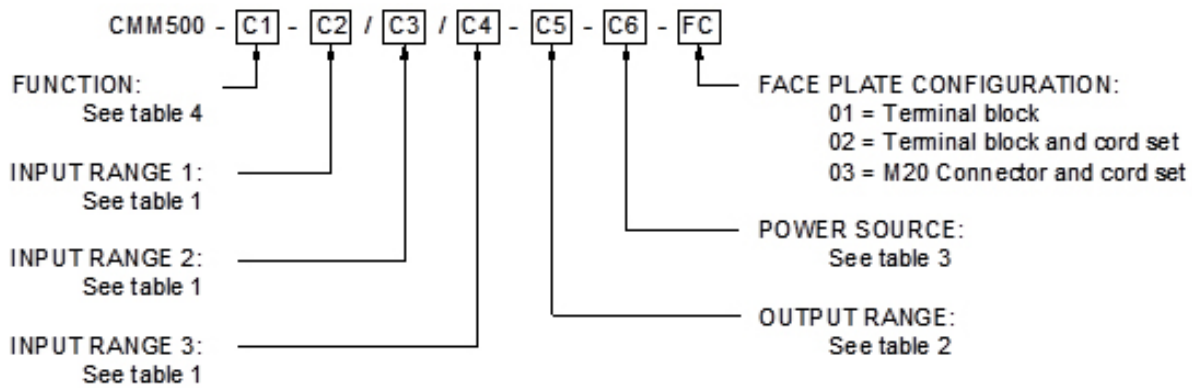 CMM500 - C1 - C2 / C3 / C4 - C5 - C6 - FC
FUNCTION:
See table 4
INPUT RANGE 1:
See table 1
INPUT RANGE 2:
See table 1
INPUT RANGE 3:
See table 1
FACE PLATE CONFIGURATION:
01 = Terminal block
02 = Terminal block and cord set
03 = M20 Connector and cord set
POWER SOURCE:
See table 3
OUTPUT RANGE:
See table 2